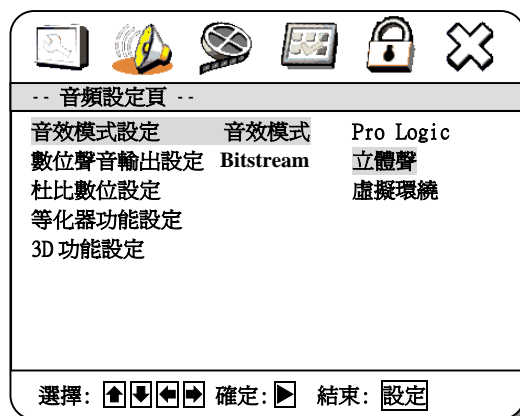 -- 音頻設定頁 --
音效模式設定 音效模式 Pro Logic
數位聲音輸出設定 Bitstream 立體聲
杜比數位設定 虛擬環繞
等化器功能設定
3D 功能設定
選擇: 確定: 結束: 設定